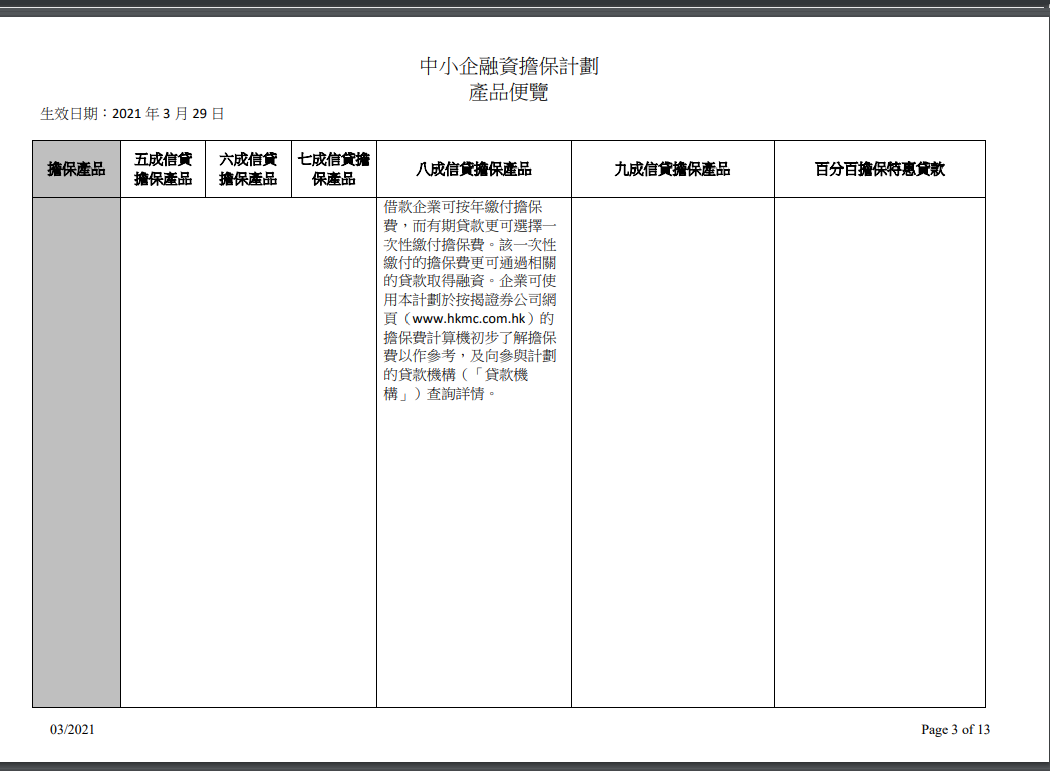 中小企融資擔保計劃
產品便覽
生效日期：2021 年 3 月 29 日
擔保產品
五成信貸
擔保產品
六成信貸
擔保產品
七成信貸擔
保產品
八成信貸擔保產品
九成信貸擔保產品
百分百擔保特惠貸款
借款企業可按年繳付擔保
費，而有期貸款更可選擇一
次性繳付擔保費。該一次性
繳付的擔保費更可通過相關
的貸款取得融資。企業可使
用本計劃於按揭證券公司網
頁（www.hkmc.com.hk）的
擔保費計算機初步了解擔保
費以作參考，及向參與計劃
的貸款機構（「貸款機
構」）查詢詳情。
03/2021
Page 3 of 13